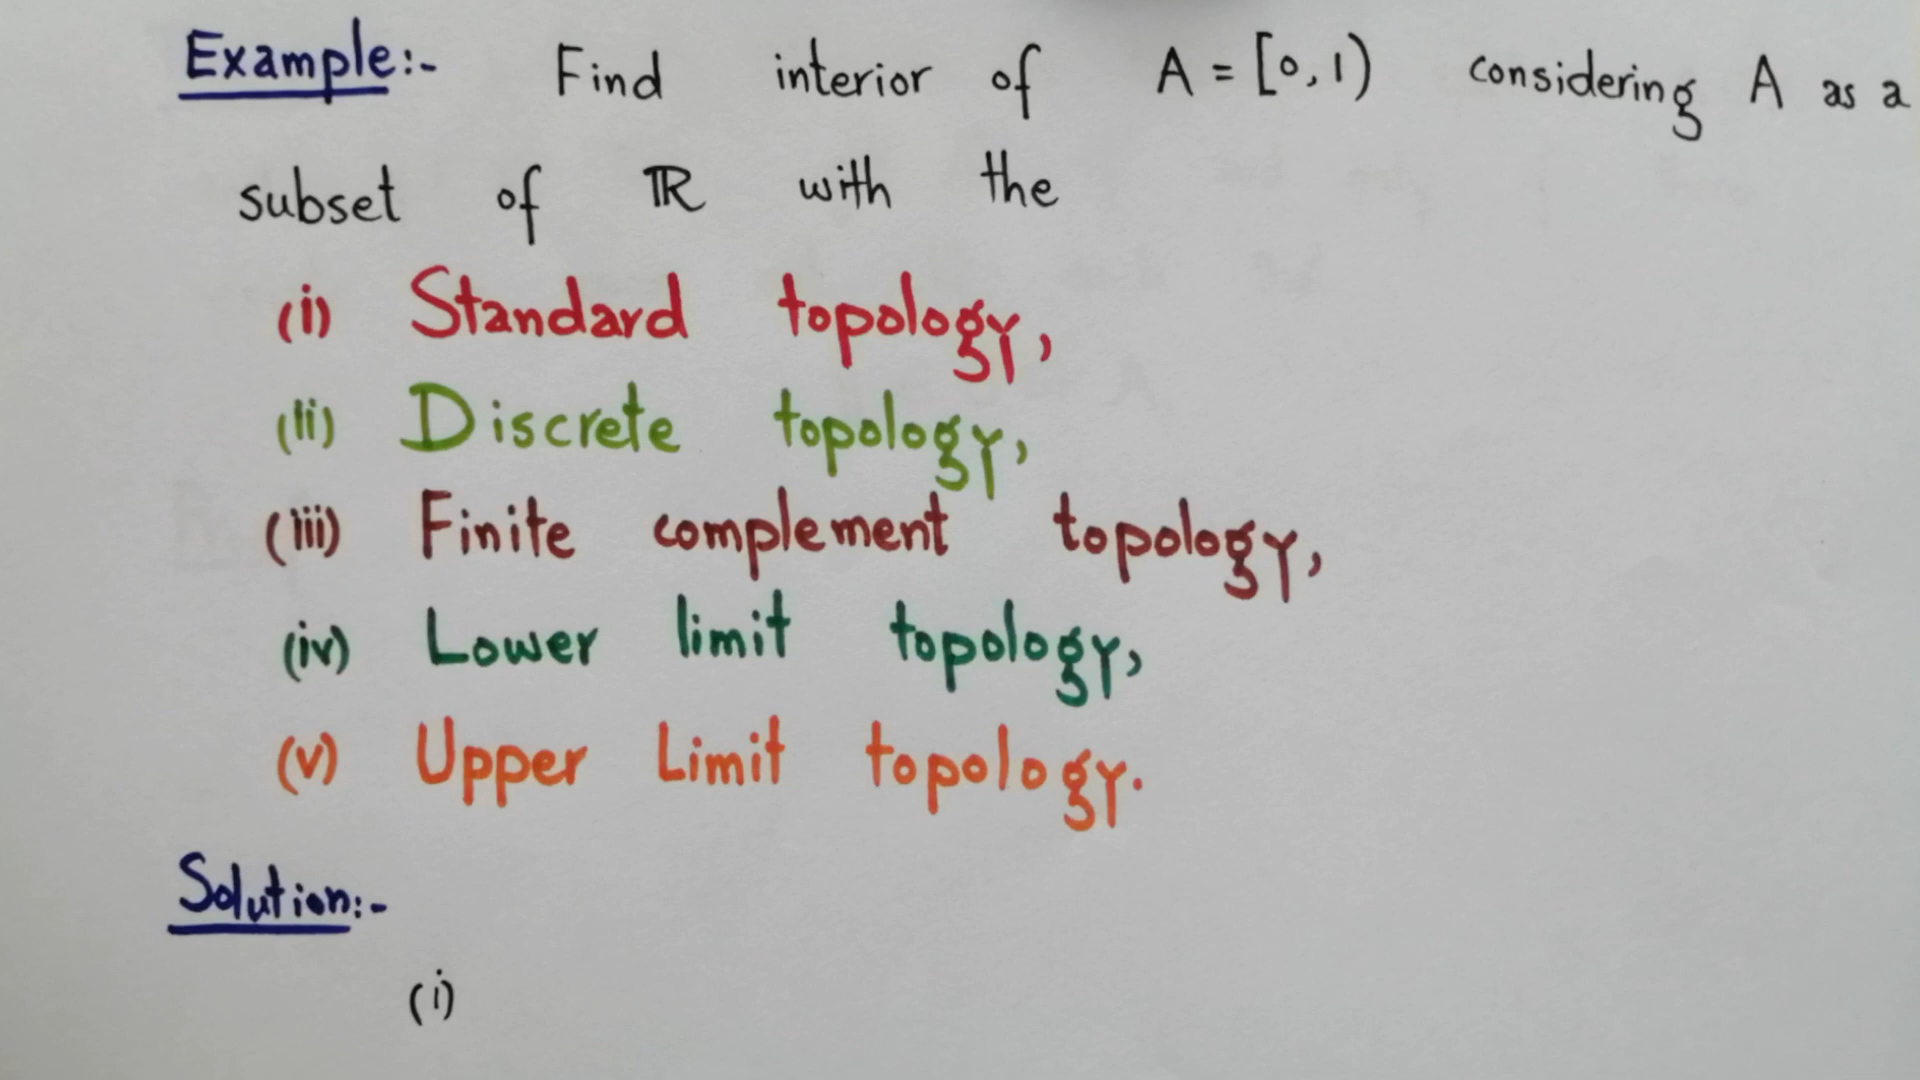 Example:- Find interior of A = [0,1) considering A as a
subset of ℝ with the
(i) Standard topology,
(ii) Discrete topology,
(iii) Finite complement topology,
(iv) Lower limit topology,
(v) Upper Limit topology.
Solution:-
(i)